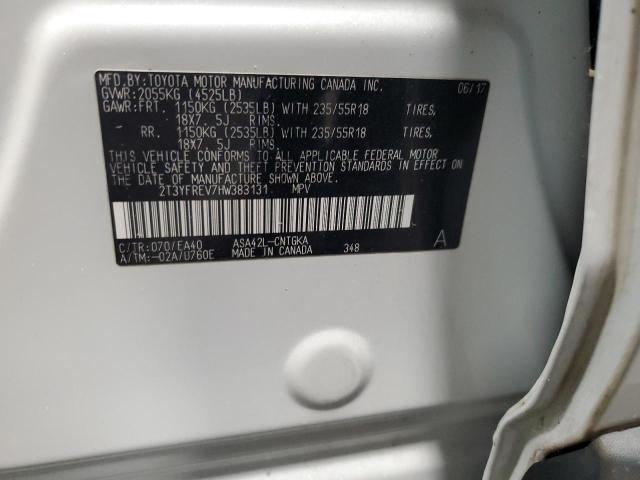 MFD.BY:TOYOTA MOTOR MANUFACTURING CANADA INC. 06/17
GVWR:2055KG (4525LB)
GAWR:FRT. 1150KG (2535LB) WITH 235/55R18 TIRES,
18X7.5J RIMS.
RR. 1150KG (2535LB) WITH 235/55R18 TIRES,
18X7.5J RIMS.
THIS VEHICLE CONFORMS TO ALL APPLICABLE FEDERAL MOTOR
VEHICLE SAFETY AND THEFT PREVENTION STANDARDS IN EFFECT
ON THE DATE OF MANUFACTURE SHOWN ABOVE.
2T3YFREV7HW383131 MPV
C/TR:070/EA40 ASA42L-CNTGKA A
A/TM:-02A/U760E MADE IN CANADA 348